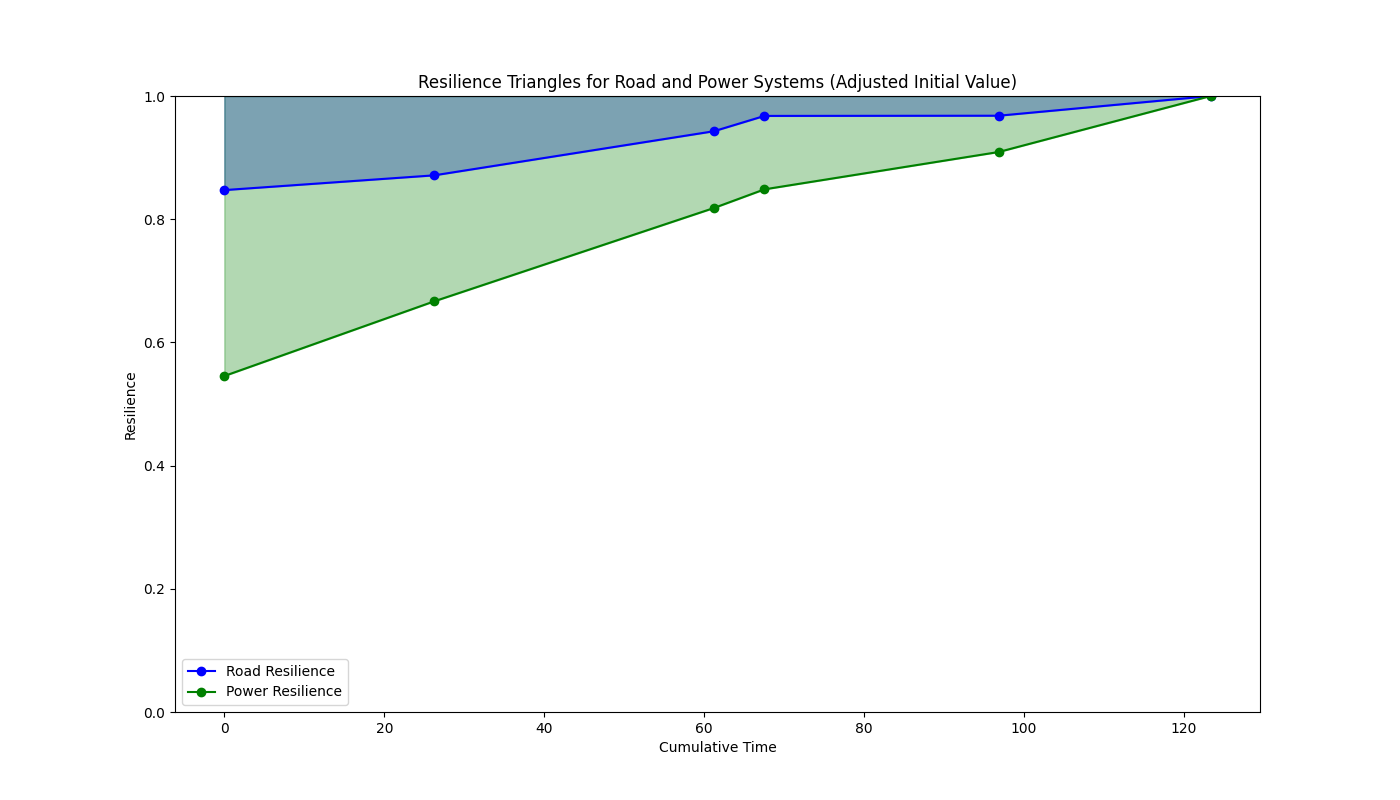 Resilience Triangles for Road and Power Systems (Adjusted Initial Value)
1.0
0.8
0.6
0.4
0.2
0.0
Resilience
Road Resilience
Power Resilience
0 20 40 60 80 100 120
Cumulative Time